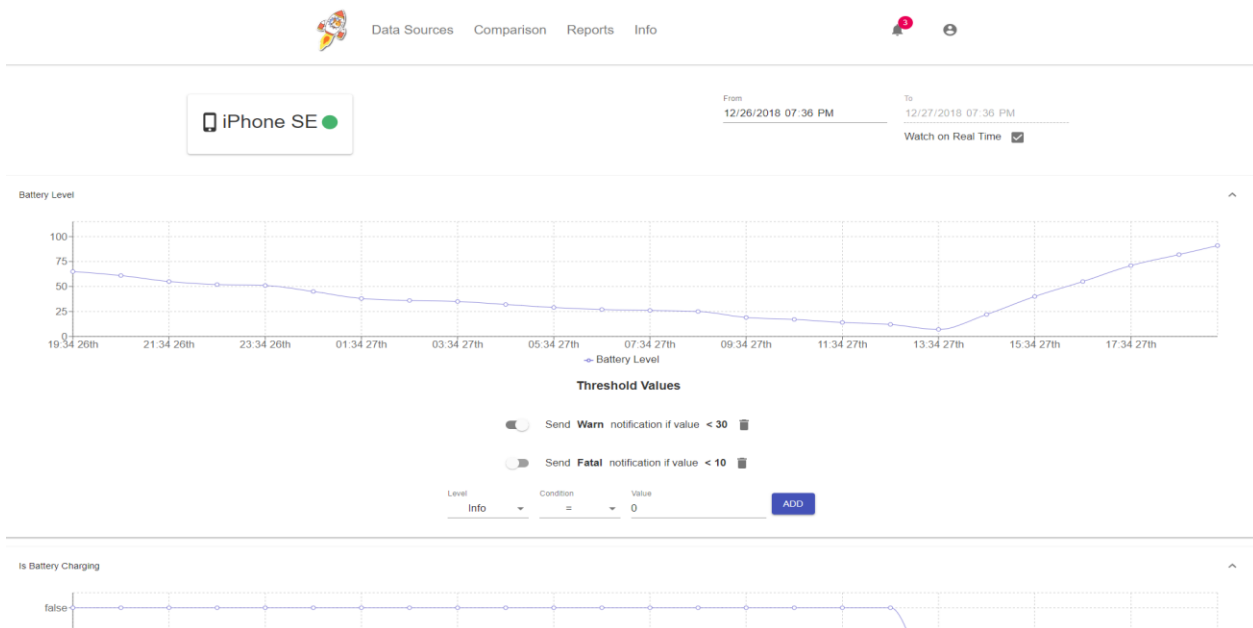 Data Sources Comparison Reports Info 3
From To
iPhone SE 12/26/2018 07:36 PM 12/27/2018 07:36 PM
Watch on Real Time
Battery Level
100
75
50
25
0
19:34 26th 21:34 26th 23:34 26th 01:34 27th 03:34 27th 05:34 27th 07:34 27th 09:34 27th 11:34 27th 13:34 27th 15:34 27th 17:34 27th
Battery Level
Threshold Values
Send Warn notification if value < 30
Send Fatal notification if value < 10
Level Condition Value
Info = 0 ADD
Is Battery Charging
false